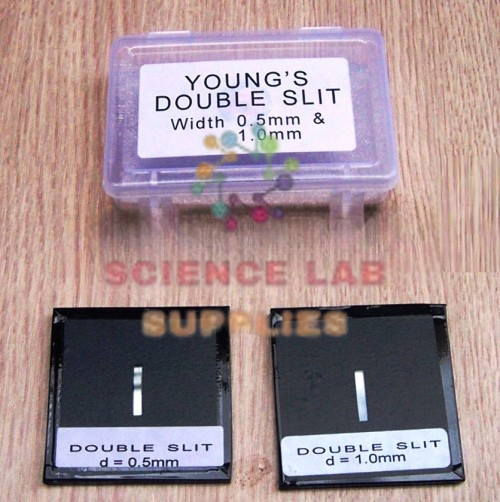 YOUNG'S
DOUBLE SLIT
Width 0.5mm &
1.0mm
SCIENCE LAB
SUPPLIES
DOUBLE SLIT
d = 0.5mm
DOUBLE SLIT
d = 1.0mm